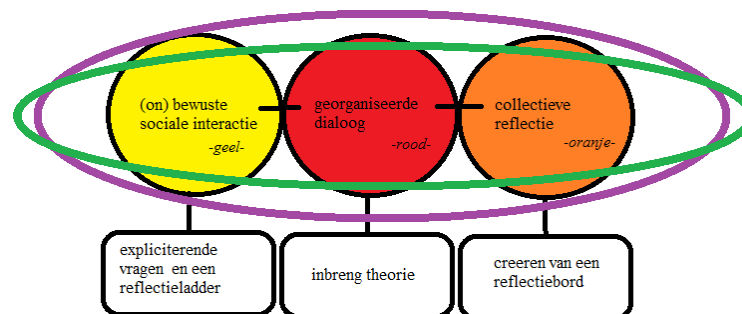 (on) bewuste
sociale interactie
-geel-
georganiseerde
dialoog
-rood-
collectieve
reflectie
-oranje-
expliciterende
vragen en een
reflectieladder
inbreng theorie
creeren van een
reflectiebord